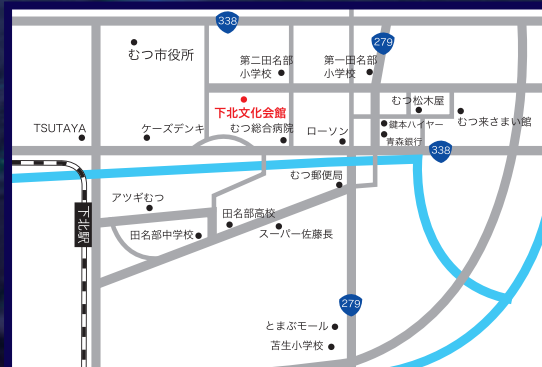 338
279
むつ市役所
第二田名部
小学校
第一田名部
小学校
下北文化会館
むつ松木屋
むつ来さまい館
TSUTAYA
ケーズデンキ
むつ総合病院
ローソン
鍵本ハイヤー
青森銀行
338
むつ郵便局
アツギむつ
下北駅
田名部高校
田名部中学校
スーパー佐藤長
279
とまぶモール
苫生小学校